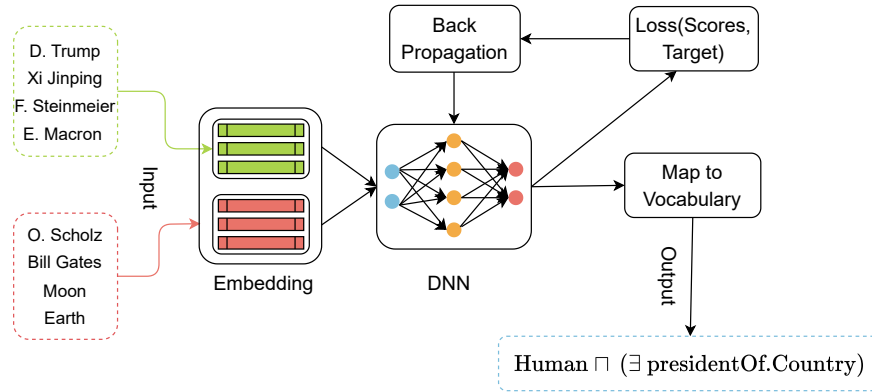 D. Trump
Xi Jinping
F. Steinmeier
E. Macron
Input
O. Scholz
Bill Gates
Moon
Earth
Embedding
Back
Propagation
DNN
Loss(Scores,
Target)
Map to
Vocabulary
Output
Human ⊓ (∃ presidentOf.Country)